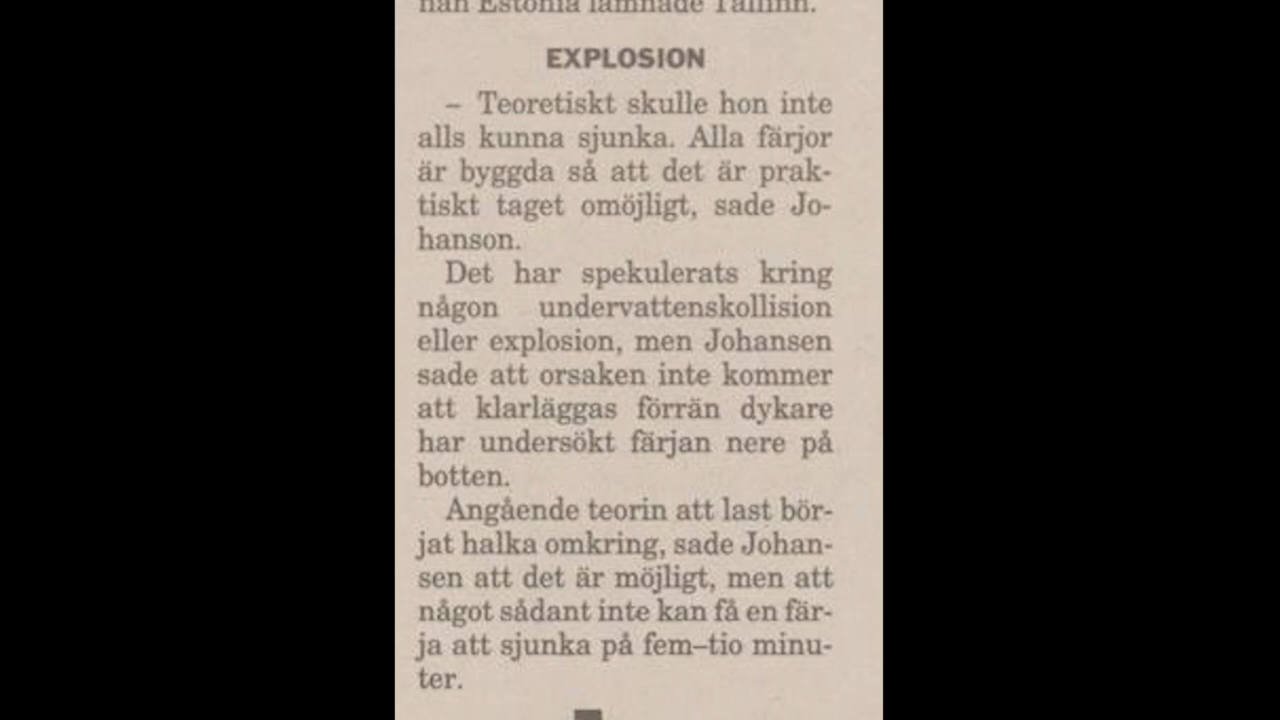 nan Estonia lämnade Tallinn.
EXPLOSION
– Teoretiskt skulle hon inte
alls kunna sjunka. Alla färjor
är byggda så att det är prak-
tiskt taget omöjligt, sade Jo-
hanson.
Det har spekulerats kring
någon undervattenskollision
eller explosion, men Johansen
sade att orsaken inte kommer
att klarläggas förrän dykare
har undersökt färjan nere på
botten.
Angående teorin att last bör-
jat halka omkring, sade Johan-
sen att det är möjligt, men att
något sådant inte kan få en fär-
ja att sjunka på fem–tio minu-
ter.